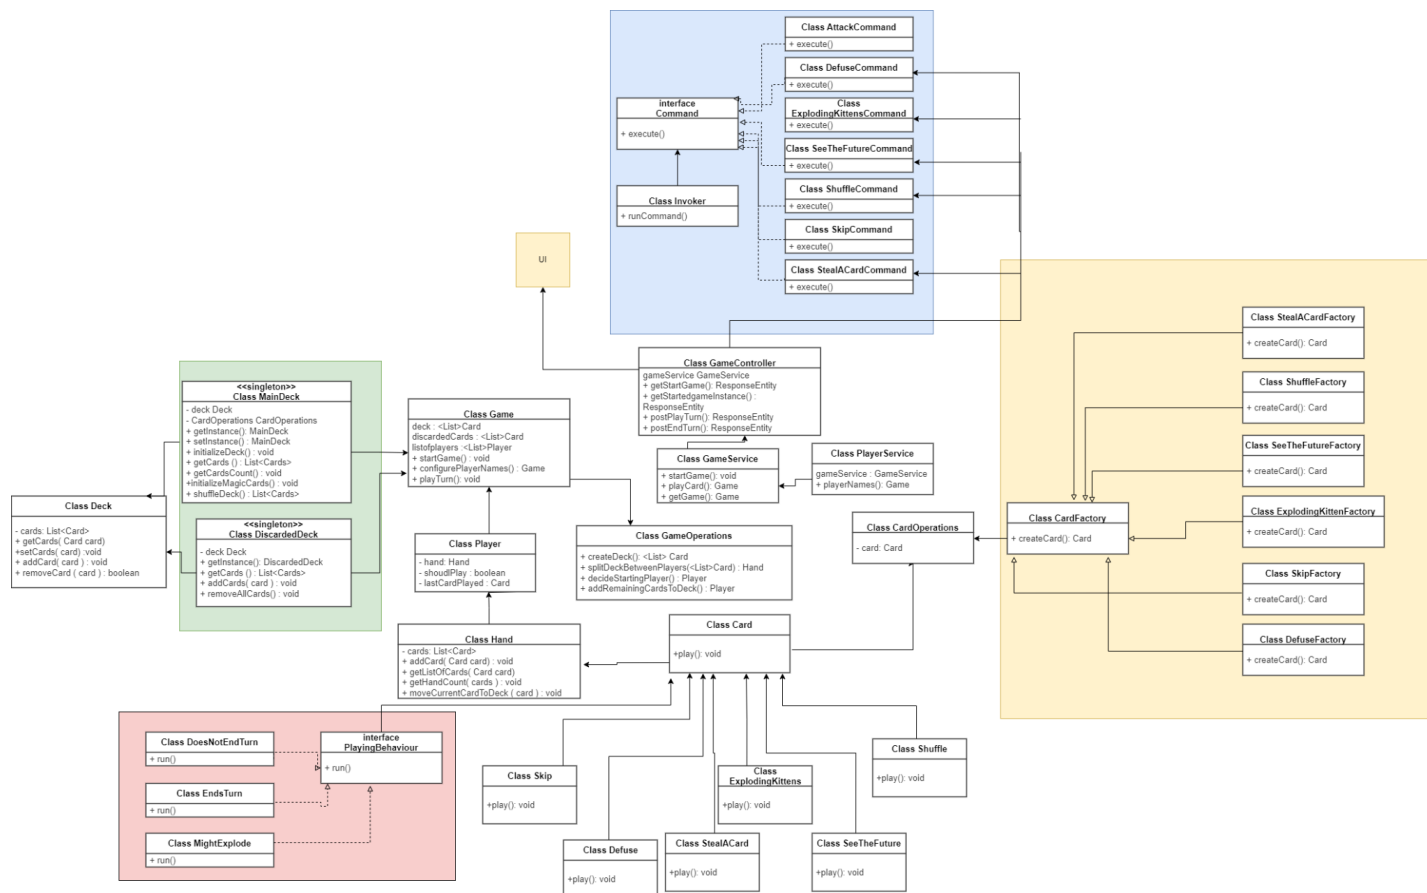 Class AttackCommand
+ execute()
Class DefuseCommand
+ execute()
Class
ExplodingKittensCommand
+ execute()
Class SeeTheFutureCommand
+ execute()
Class ShuffleCommand
+ execute()
Class SkipCommand
+ execute()
Class StealACardCommand
+ execute()
interface
Command
+ execute()
Class Invoker
+ runCommand()
UI
Class GameController
gameService GameService
+ getStartGame(): ResponseEntity
+ getStartedgameInstance() :
ResponseEntity
+ postPlayTurn(): ResponseEntity
+ postEndTurn(): ResponseEntity
Class GameService
+ startGame(): void
+ playCard(): Game
+ getGame(): Game
Class PlayerService
gameService : GameService
+ playerNames(): Game
<<singleton>>
Class MainDeck
- deck Deck
- CardOperations CardOperations
+ getInstance(): MainDeck
+ setInstance() : MainDeck
+ initializeDeck() : void
+ getCards () : List<Cards>
+ getCardsCount() : void
+initializeMagicCards() : void
+ shuffleDeck() : List<Cards>
<<singleton>>
Class DiscardedDeck
- deck Deck
+ getInstance(): DiscardedDeck
+ getCards () : List<Cards>
+ addCards( card ) : void
+ removeAllCards() : void
Class Deck
- cards: List<Card>
+ getCards( Card card)
+setCards( card) :void
+ addCard( card ) : void
+ removeCard ( card ) : boolean
Class Game
deck : <List>Card
discardedCards : <List>Card
listofplayers :<List>Player
+ startGame() : void
+ configurePlayerNames() : Game
+ playTurn(): void
Class Player
- hand: Hand
- shoudlPlay : boolean
- lastCardPlayed : Card
Class GameOperations
+ createDeck(): <List> Card
+ splitDeckBetweenPlayers(<List>Card) : Hand
+ decideStartingPlayer() : Player
+ addRemainingCardsToDeck() : Player
Class Hand
- cards: List<Card>
+ addCard( Card card) : void
+ getListOfCards( Card card)
+ getHandCount( cards ) : void
+ moveCurrentCardToDeck ( card ) : void
Class Card
+play(): void
Class CardOperations
- card: Card
Class CardFactory
+ createCard(): Card
Class StealACardFactory
+ createCard(): Card
Class ShuffleFactory
+ createCard(): Card
Class SeeTheFutureFactory
+ createCard(): Card
Class ExplodingKittenFactory
+ createCard(): Card
Class SkipFactory
+ createCard(): Card
Class DefuseFactory
+ createCard(): Card
Class DoesNotEndTurn
+ run()
Class EndsTurn
+ run()
Class MightExplode
+ run()
interface
PlayingBehaviour
+ run()
Class Skip
+play(): void
Class Defuse
+play(): void
Class StealACard
+play(): void
Class
ExplodingKittens
+play(): void
Class SeeTheFuture
+play(): void
Class Shuffle
+play(): void